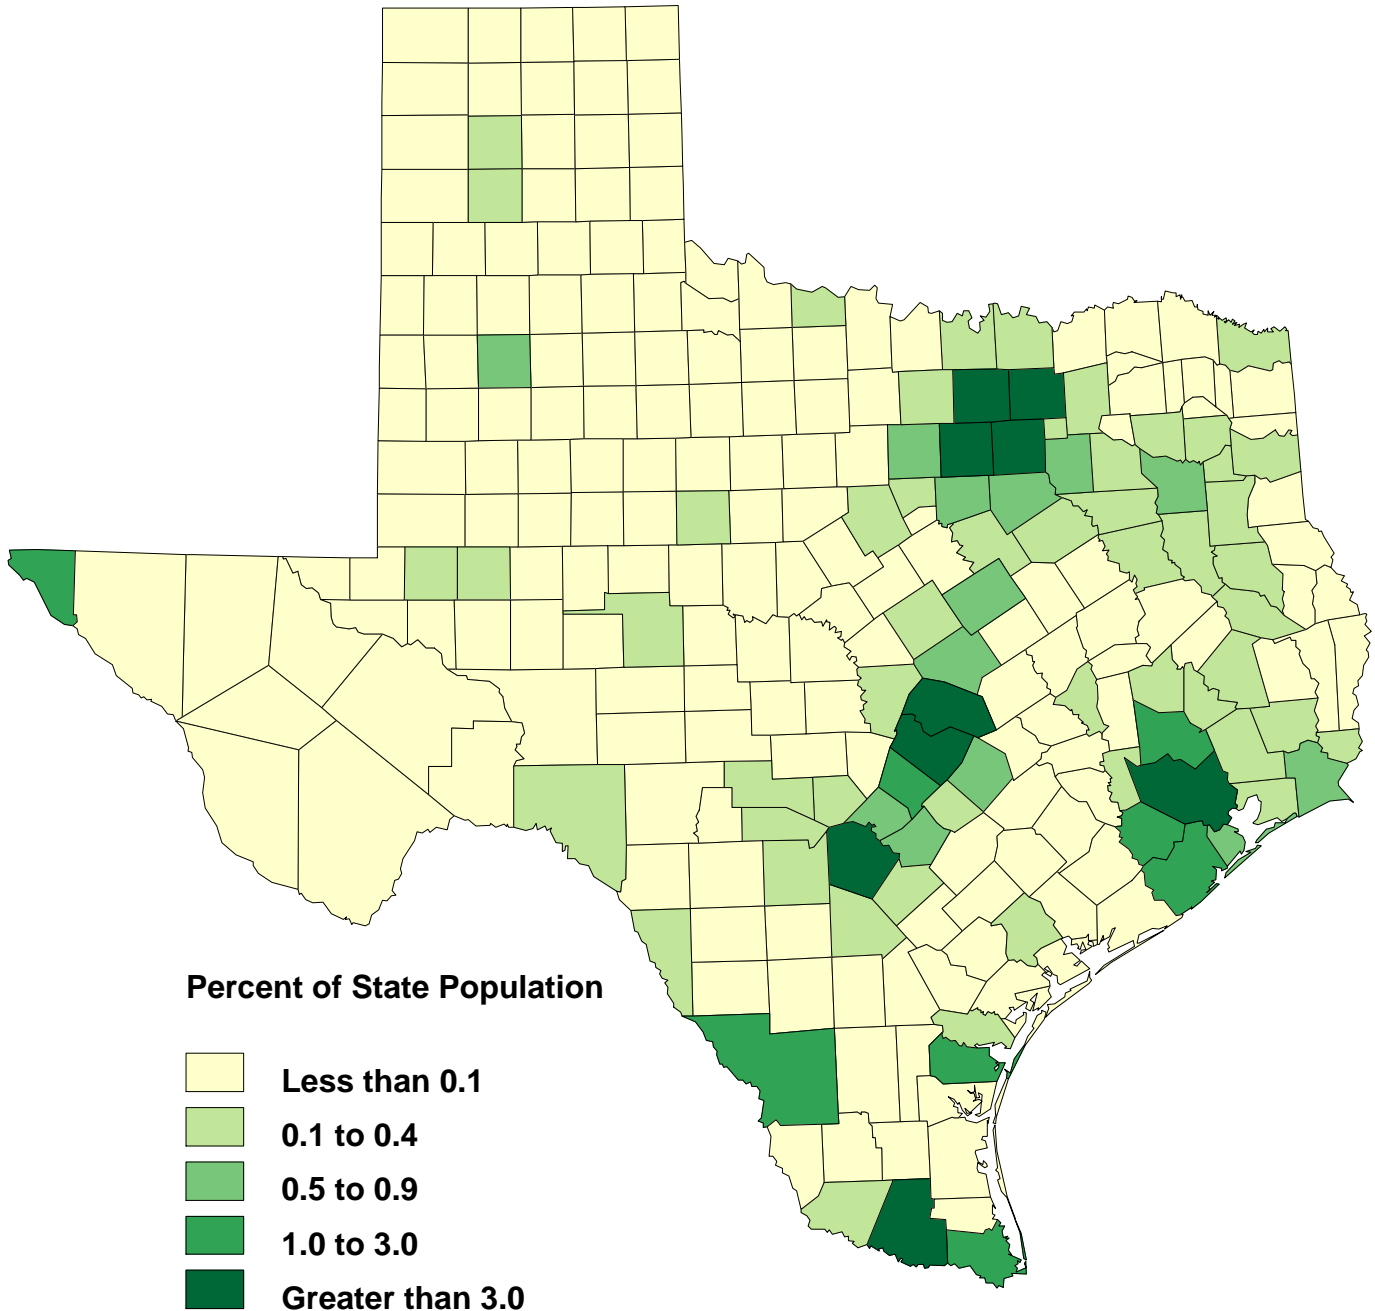 Percent of State Population
Less than 0.1
0.1 to 0.4
0.5 to 0.9
1.0 to 3.0
Greater than 3.0